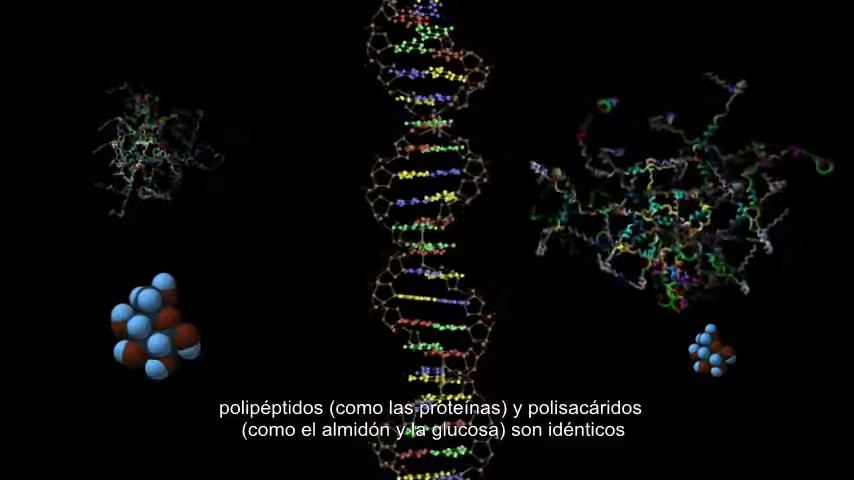 polipéptidos (como las proteínas) y polisacáridos
(como el almidón y la glucosa) son idénticos